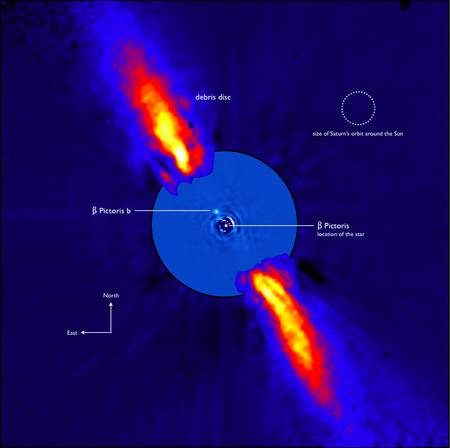 debris disc
size of Saturn's orbit around the Sun
β Pictoris b
β Pictoris
location of the star
North
East